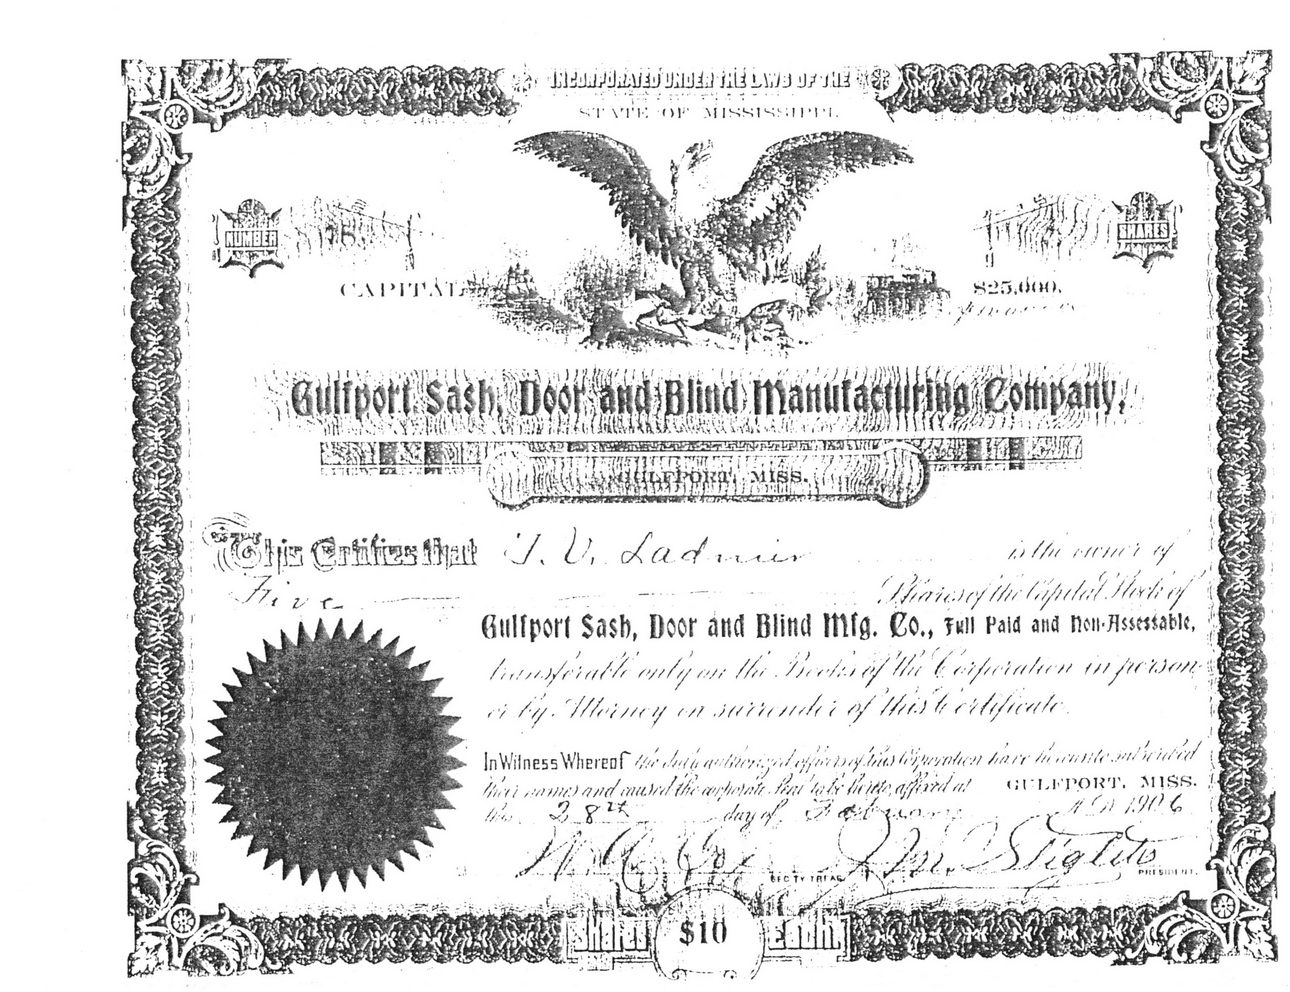 INCORPORATED UNDER THE LAWS OF THE
STATE OF MISSISSIPPI.
NUMBER
SHARES
CAPITAL $25,000.
Gulfport Sash, Door and Blind Manufacturing Company,
GULFPORT, MISS.
This Certifies that T. V. Ladnier is the owner of
Five Shares of the Capital Stock of
Gulfport Sash, Door and Blind Mfg. Co., Full Paid and Non-Assessable,
transferable only on the Books of the Corporation in person
or by Attorney on surrender of this Certificate.
In Witness Whereof the duly authorized officers of this Corporation have hereunto subscribed
their names and caused the corporate Seal to be hereto affixed at GULFPORT, MISS.
this 28th day of February A.D. 1906
SEC'TY TREAS
PRESIDENT.
Shares $10 Each